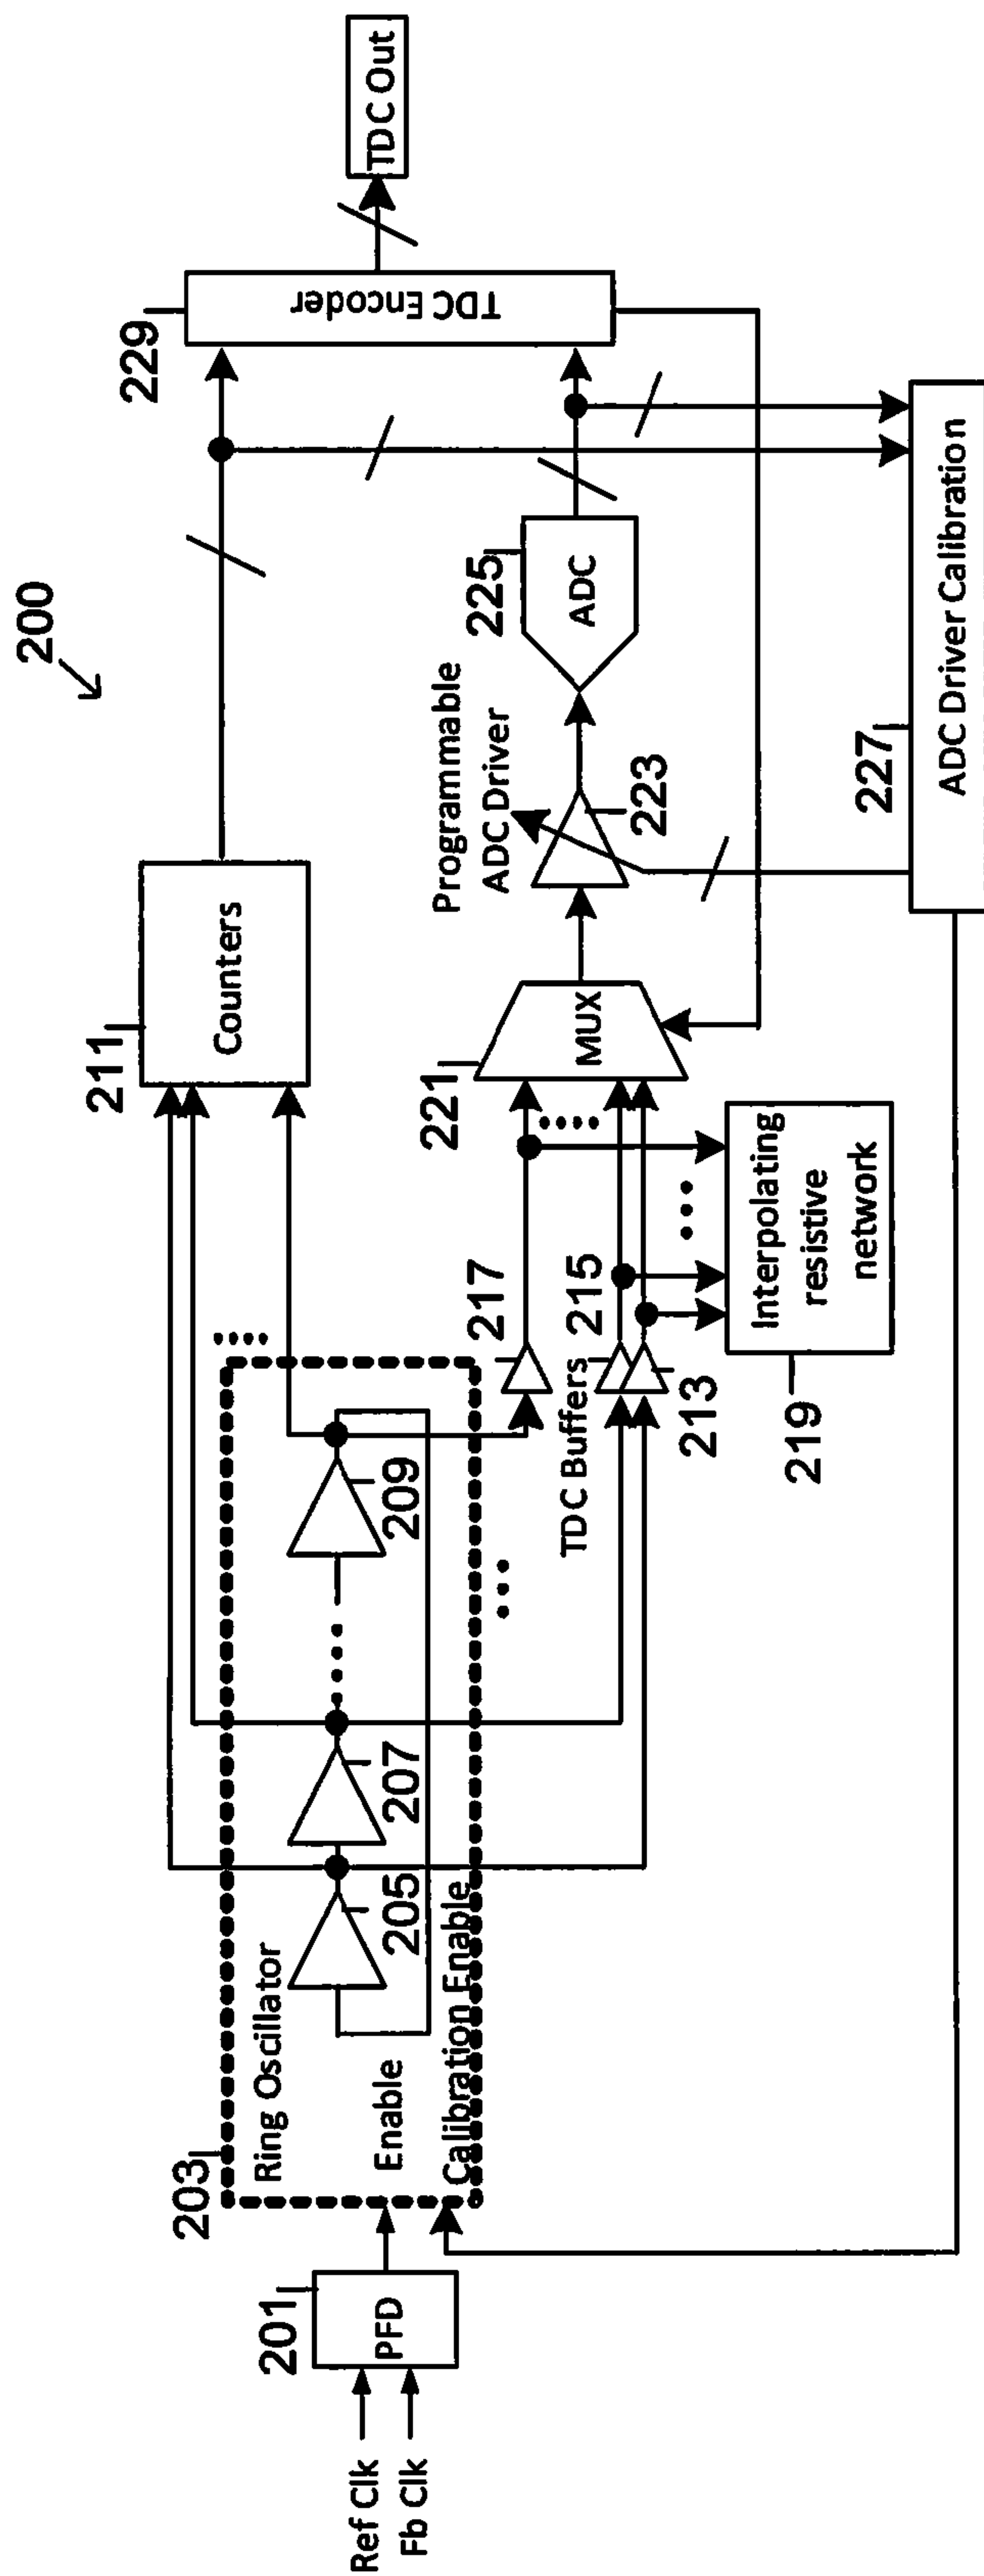 200
Ref Clk
Fb Clk
201
PFD
203
Ring Oscillator
Enable
Calibration Enable
205
207
209
211
Counters
TDC Buffers
217
215
213
219
Interpolating
resistive
network
221
MUX
Programmable
ADC Driver
223
225
ADC
227
ADC Driver Calibration
229
TDC Encoder
TDC Out